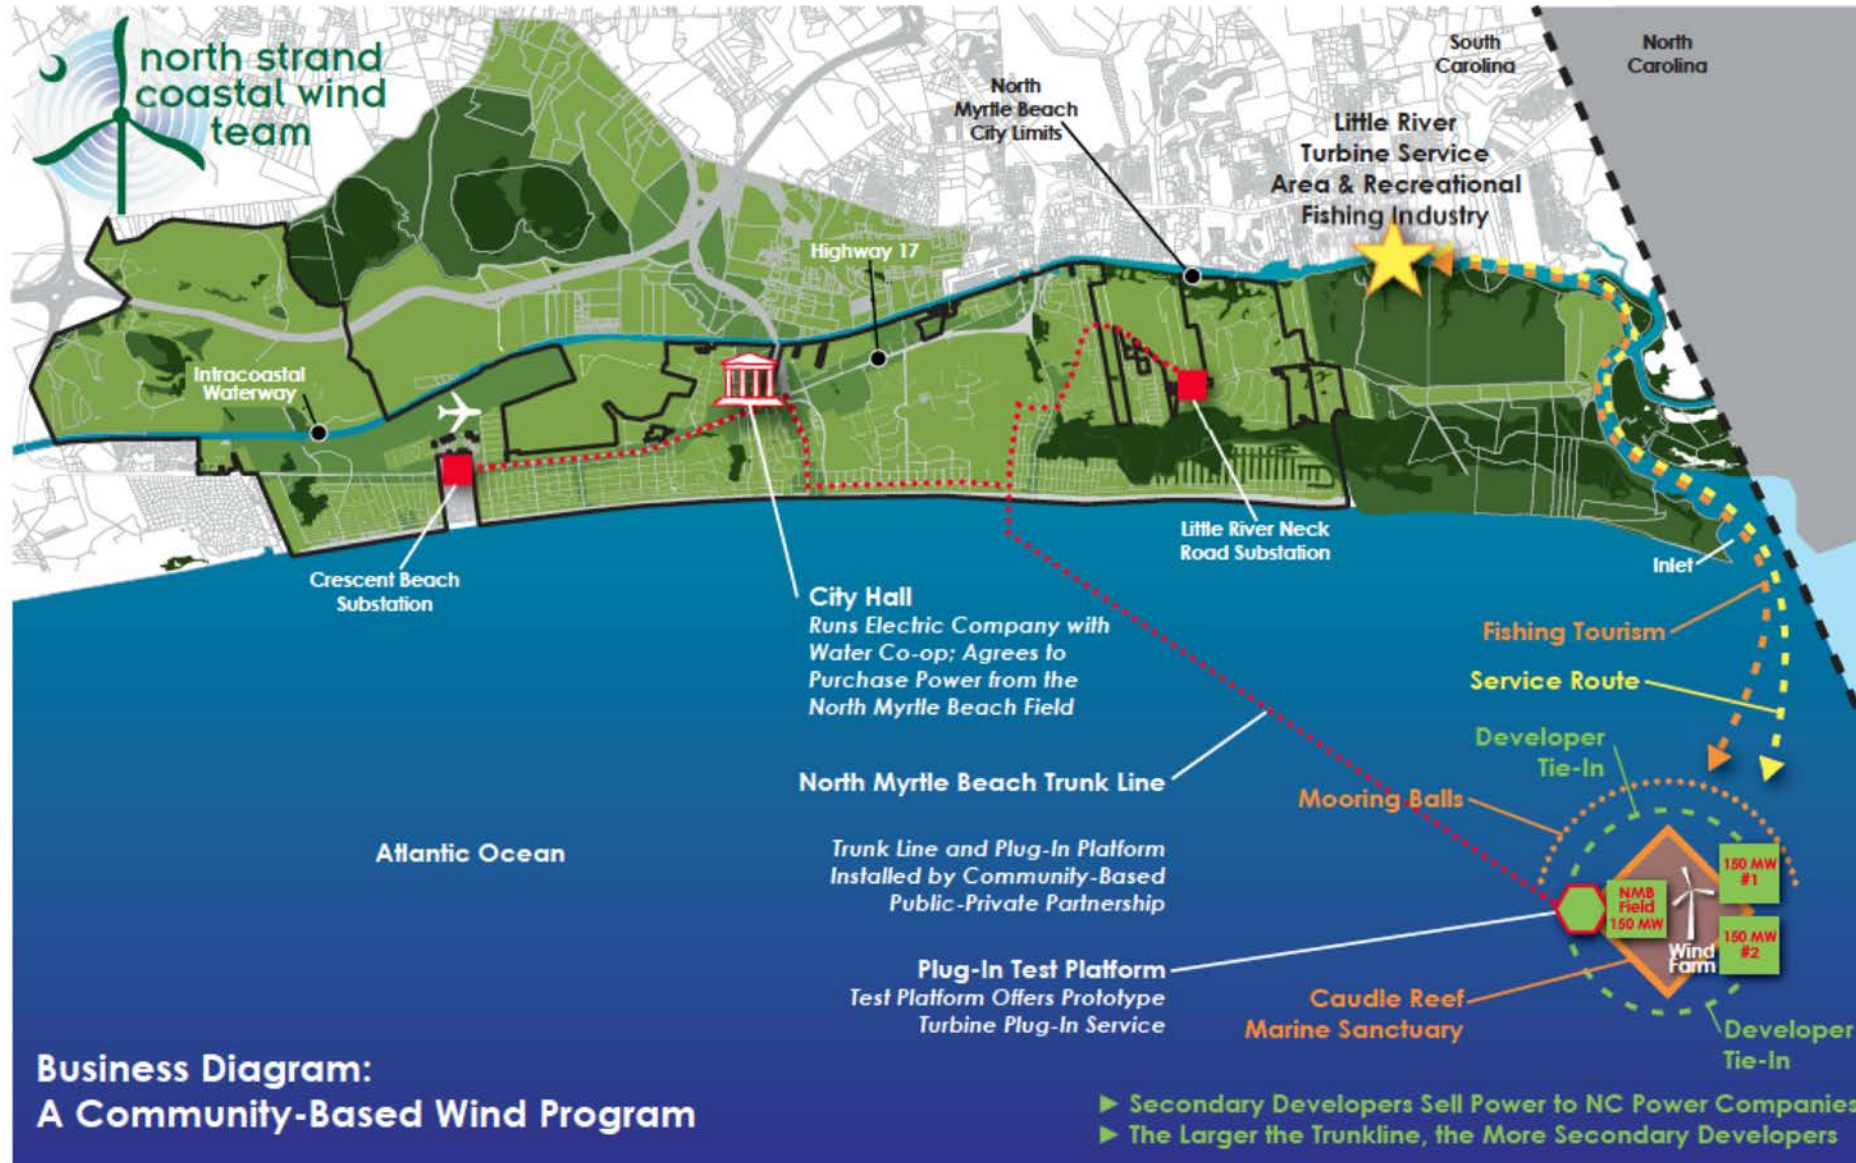 north strand
coastal wind
team
South
Carolina
North
Carolina
North
Myrtle Beach
City Limits
Little River
Turbine Service
Area & Recreational
Fishing Industry
Highway 17
Intracoastal
Waterway
Crescent Beach
Substation
Little River Neck
Road Substation
Inlet
City Hall
Runs Electric Company with
Water Co-op; Agrees to
Purchase Power from the
North Myrtle Beach Field
Fishing Tourism
Service Route
Developer
Tie-In
North Myrtle Beach Trunk Line
Mooring Balls
Trunk Line and Plug-In Platform
Installed by Community-Based
Public-Private Partnership
Atlantic Ocean
150 MW
#1
NMB
Field
150 MW
150 MW
#2
Wind
Farm
Plug-In Test Platform
Test Platform Offers Prototype
Turbine Plug-In Service
Caudle Reef
Marine Sanctuary
Developer
Tie-In
Business Diagram:
A Community-Based Wind Program
► Secondary Developers Sell Power to NC Power Companies
► The Larger the Trunkline, the More Secondary Developers